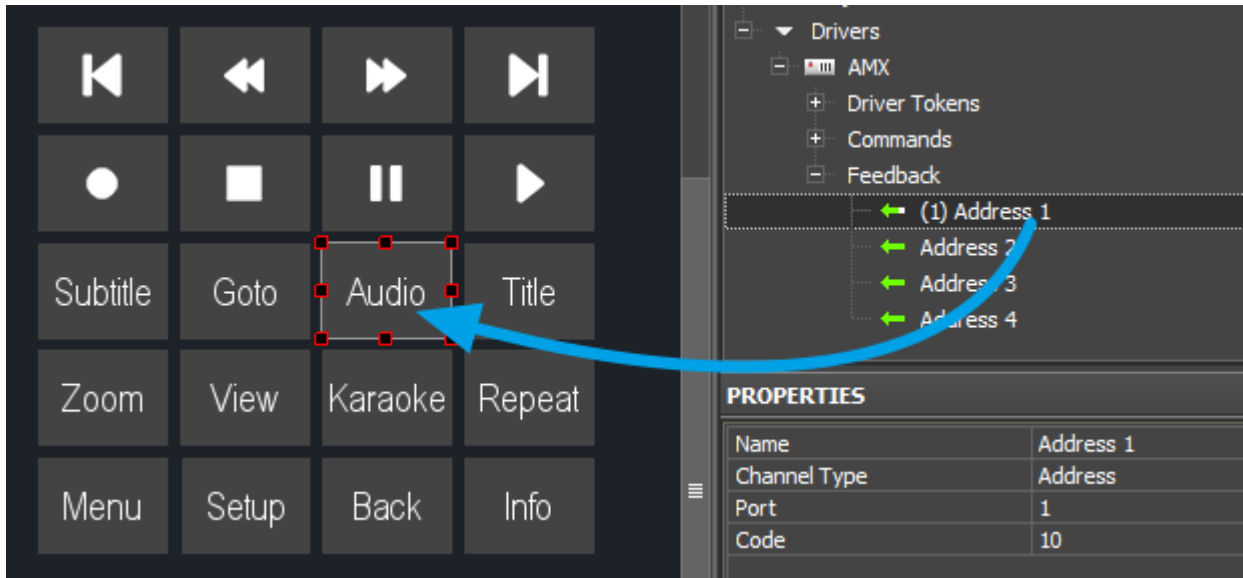 Drivers
AMX
Driver Tokens
Commands
Feedback
(1) Address 1
Address 2
Address 3
Address 4
Subtitle Goto Audio Title
Zoom View Karaoke Repeat
Menu Setup Back Info
PROPERTIES
Name Address 1
Channel Type Address
Port 1
Code 10